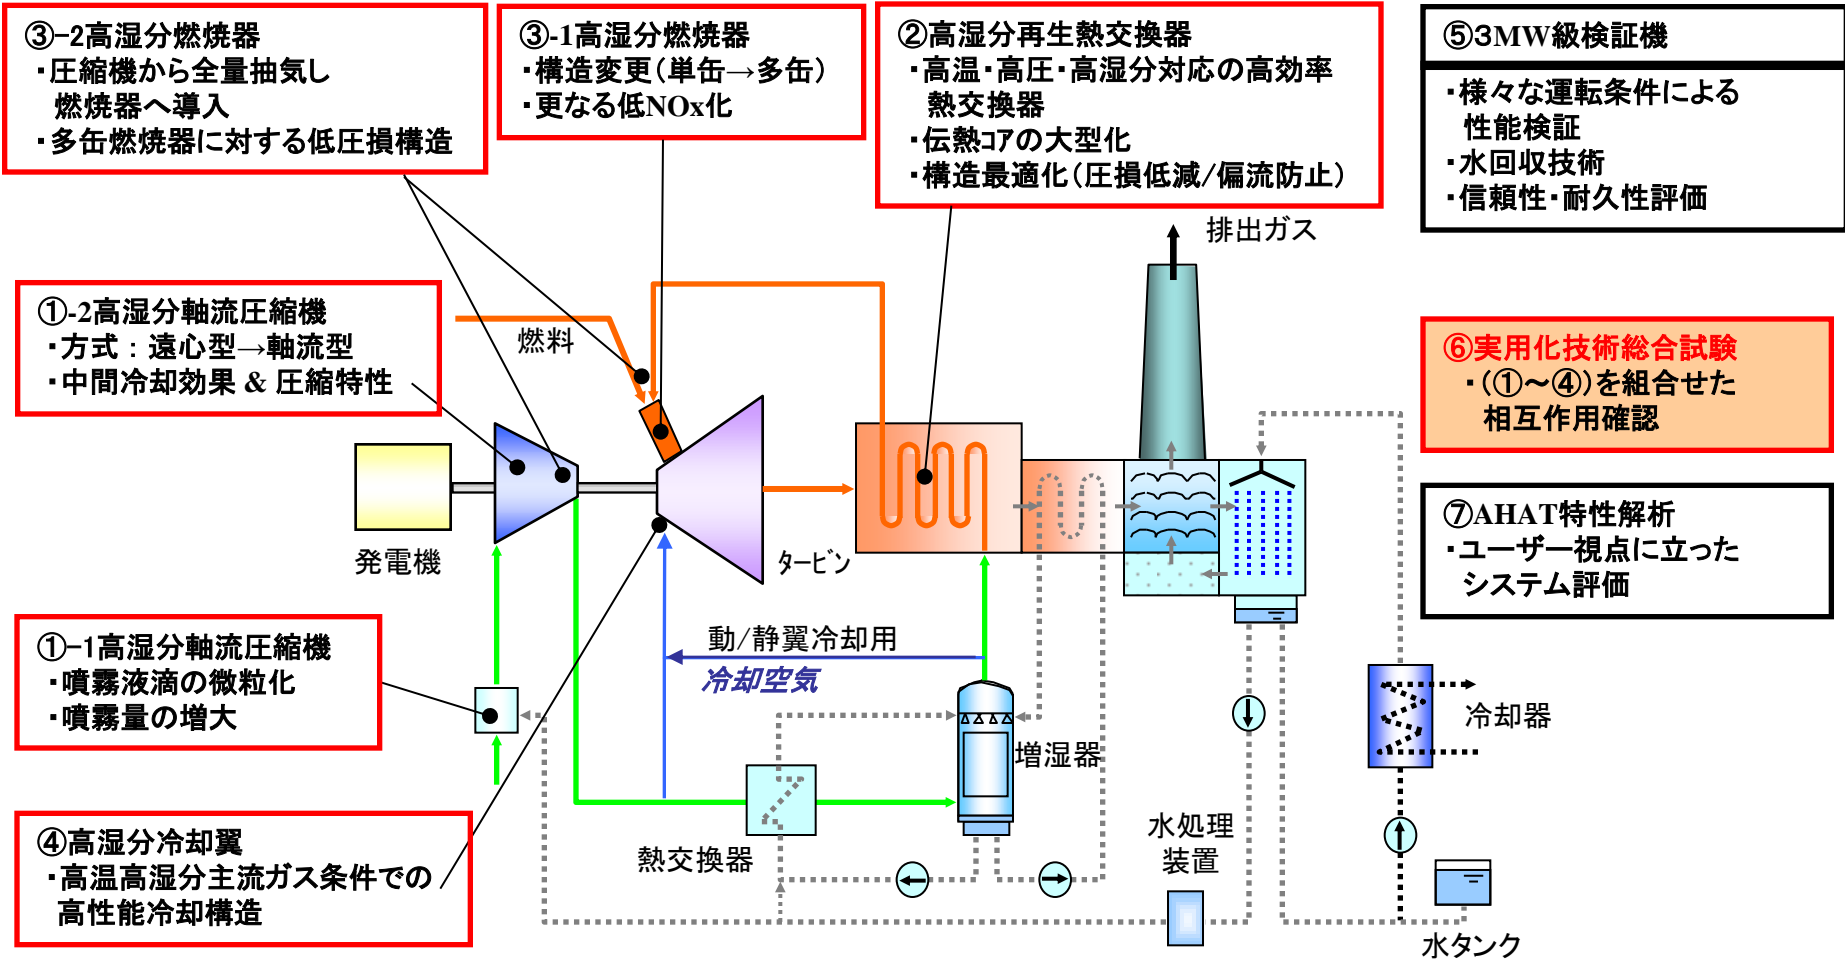 ③−2高湿分燃焼器
・圧縮機から全量抽気し
燃焼器へ導入
・多缶燃焼器に対する低圧損構造
③-1高湿分燃焼器
・構造変更（単缶→多缶）
・更なる低NOx化
②高湿分再生熱交換器
・高温・高圧・高湿分対応の高効率
熱交換器
・伝熱コアの大型化
・構造最適化（圧損低減/偏流防止）
⑤3MW級検証機
・様々な運転条件による
性能検証
・水回収技術
・信頼性・耐久性評価
排出ガス
①-2高湿分軸流圧縮機
・方式：遠心型→軸流型
・中間冷却効果 & 圧縮特性
燃料
⑥実用化技術総合試験
・(①～④)を組合せた
相互作用確認
発電機
タービン
⑦AHAT特性解析
・ユーザー視点に立った
システム評価
①−1高湿分軸流圧縮機
・噴霧液滴の微粒化
・噴霧量の増大
動/静翼冷却用
冷却空気
増湿器
冷却器
④高湿分冷却翼
・高温高湿分主流ガス条件での
高性能冷却構造
熱交換器
水処理
装置
水タンク